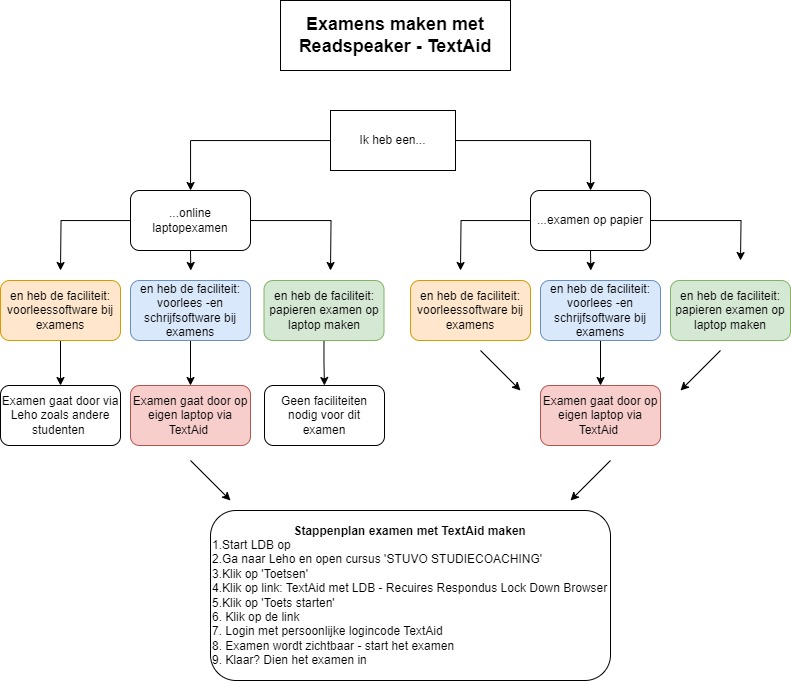 Examens maken met
Readspeaker - TextAid
Ik heb een...
...online
laptopexamen
...examen op papier
en heb de faciliteit:
voorleessoftware bij
examens
en heb de faciliteit:
voorlees -en
schrijfsoftware bij
examens
en heb de faciliteit:
papieren examen op
laptop maken
en heb de faciliteit:
voorleessoftware bij
examens
en heb de faciliteit:
voorlees -en
schrijfsoftware bij
examens
en heb de faciliteit:
papieren examen op
laptop maken
Examen gaat door via
Leho zoals andere
studenten
Examen gaat door op
eigen laptop via
TextAid
Geen faciliteiten
nodig voor dit
examen
Examen gaat door op
eigen laptop via
TextAid
Stappenplan examen met TextAid maken
1.Start LDB op
2.Ga naar Leho en open cursus 'STUVO STUDIECOACHING'
3.Klik op 'Toetsen'
4.Klik op link: TextAid met LDB - Recuires Respondus Lock Down Browser
5.Klik op 'Toets starten'
6. Klik op de link
7. Login met persoonlijke logincode TextAid
8. Examen wordt zichtbaar - start het examen
9. Klaar? Dien het examen in